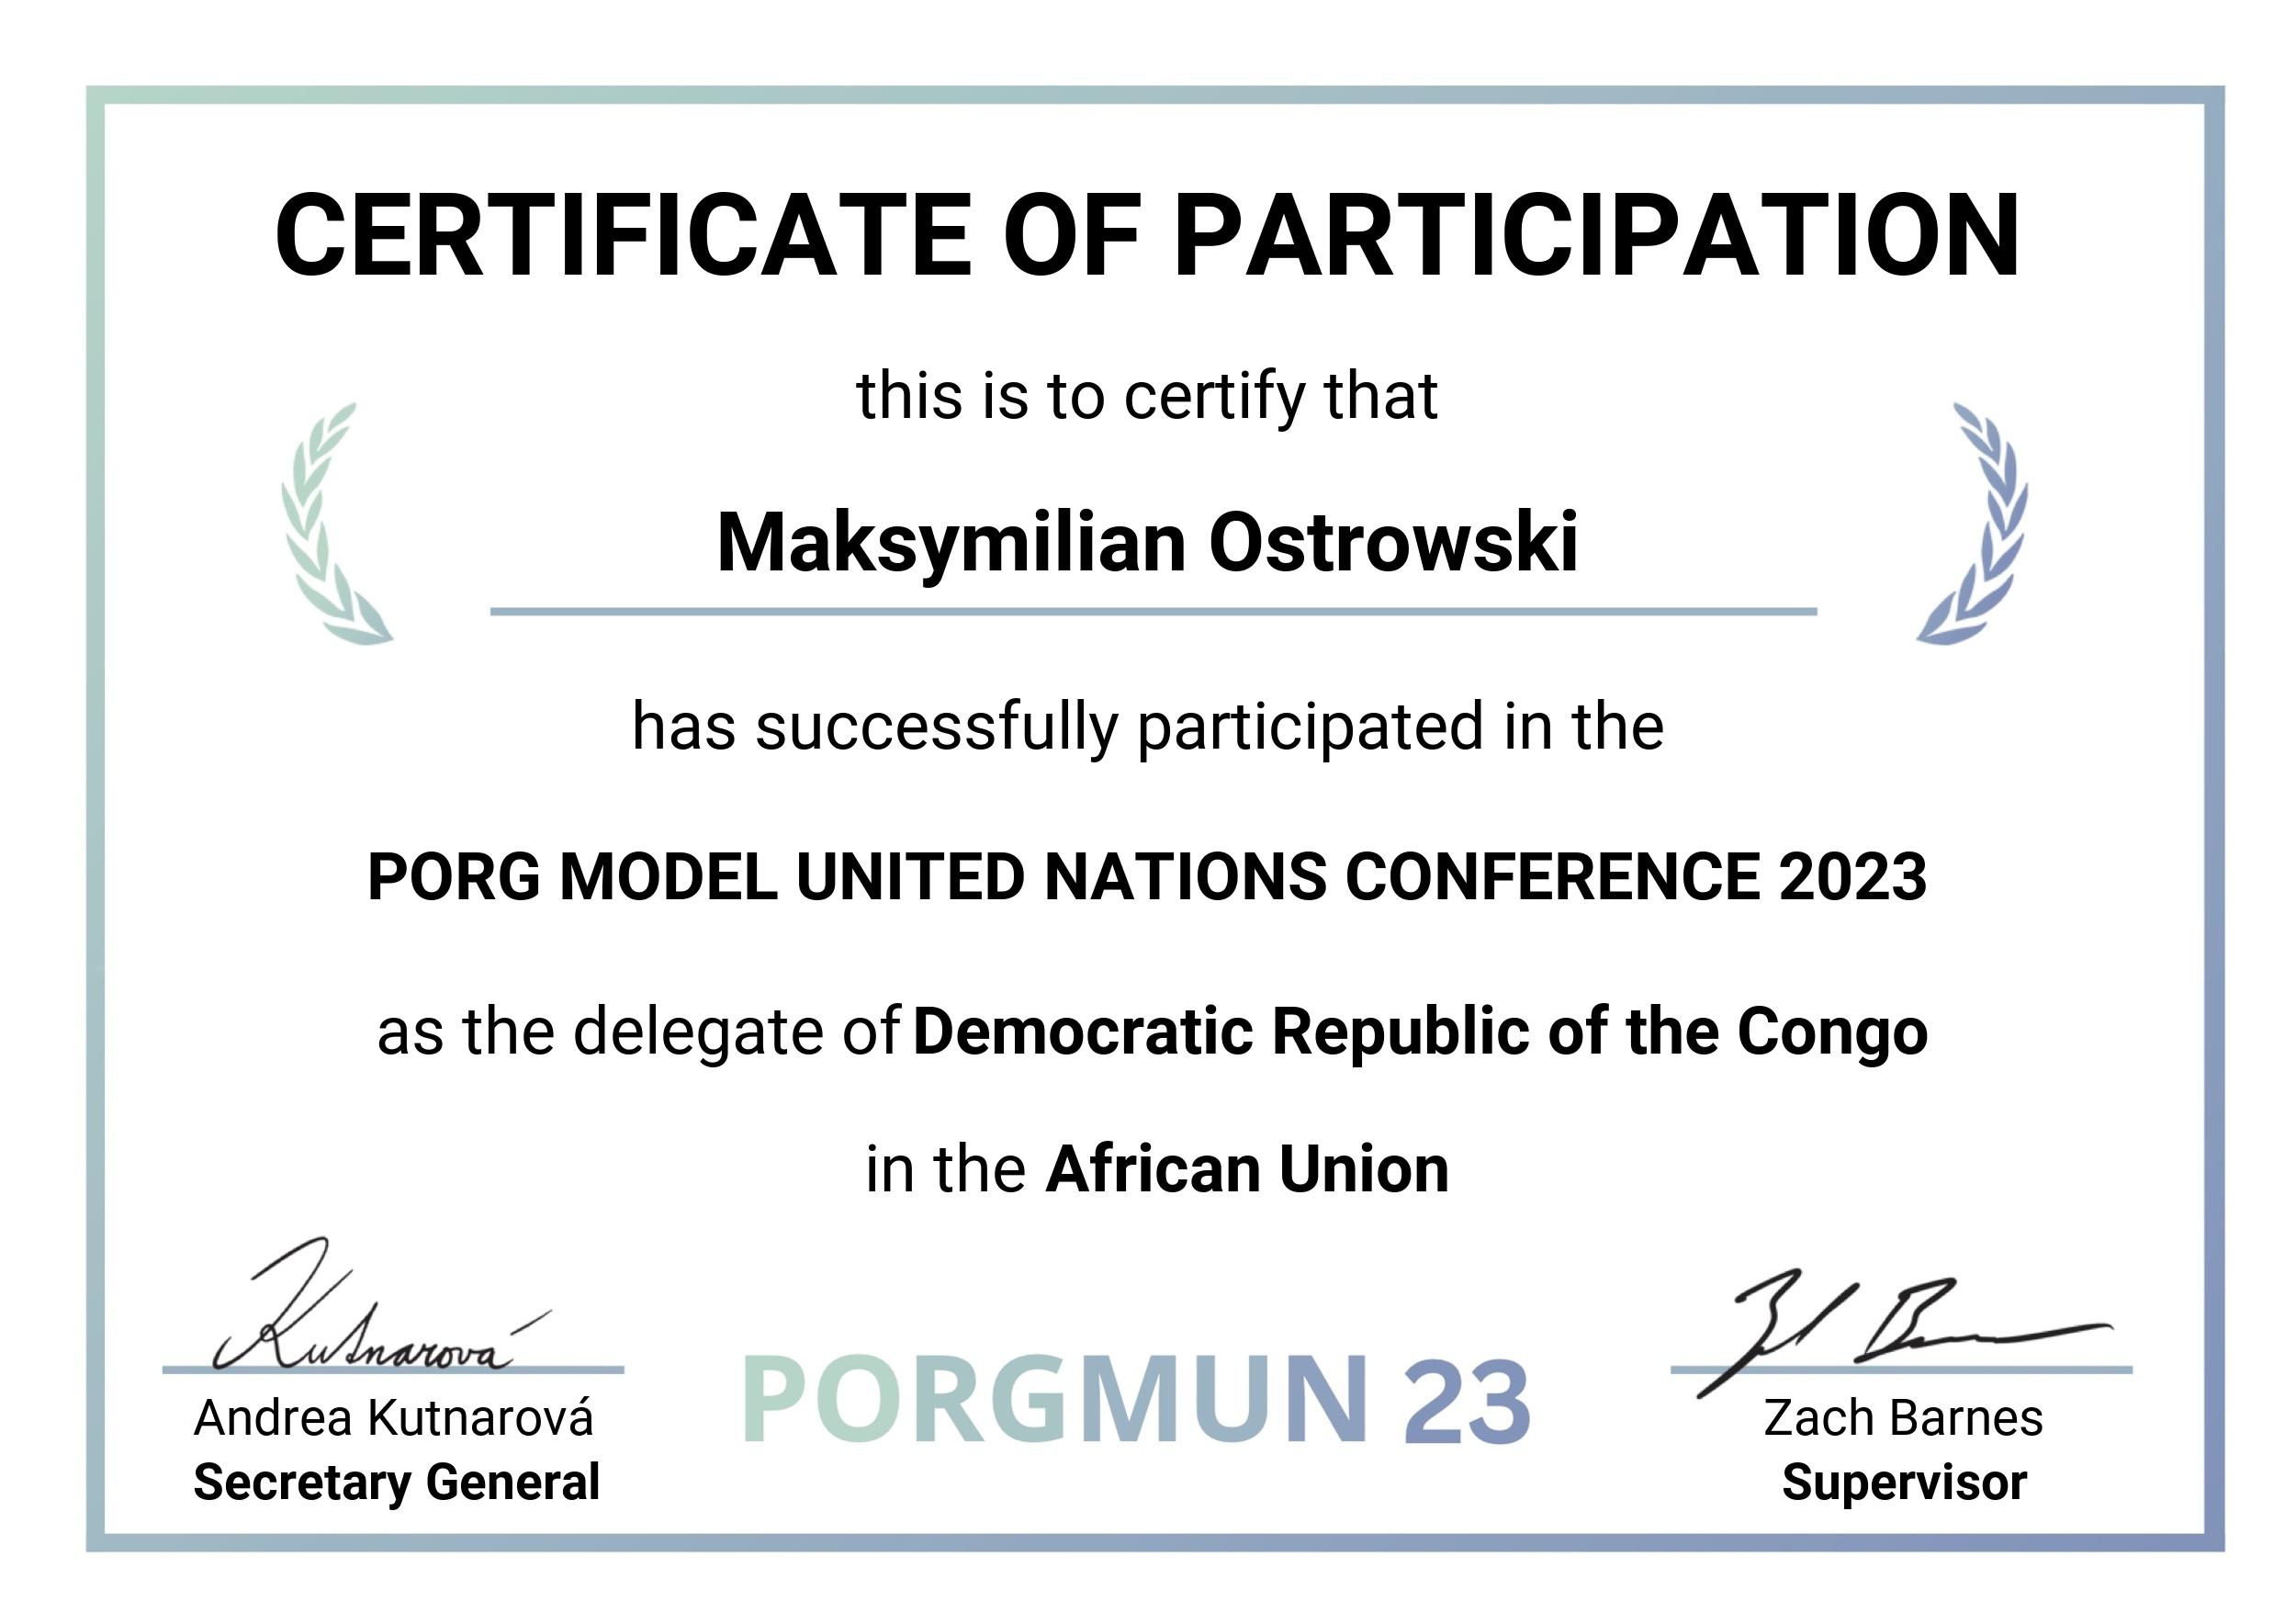 CERTIFICATE OF PARTICIPATION
this is to certify that
Maksymilian Ostrowski
has successfully participated in the
PORG MODEL UNITED NATIONS CONFERENCE 2023
as the delegate of Democratic Republic of the Congo
in the African Union
Kutnarová
Andrea Kutnarová
Secretary General
PORGMUN 23
Zach Barnes
Supervisor